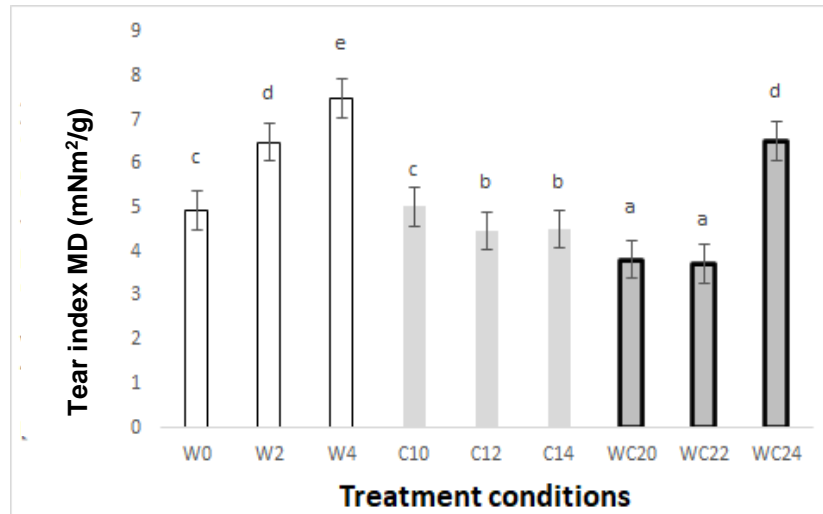 Tear index MD (mNm²/g)
9
8
7
6
5
4
3
2
1
0
c
d
e
c
b
b
a
a
d
W0 W2 W4 C10 C12 C14 WC20 WC22 WC24
Treatment conditions